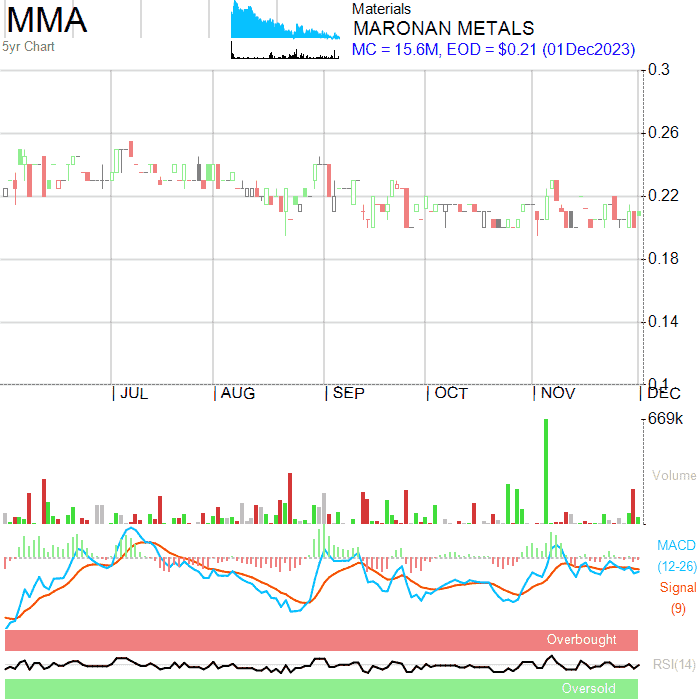 MMA
5yr Chart
Materials
MARONAN METALS
MC = 15.6M, EOD = $0.21 (01Dec2023)
0.3
0.26
0.22
0.18
0.14
0.1
JUL AUG SEP OCT NOV DEC
669k
Volume
MACD
(12-26)
Signal
(9)
Overbought
RSI(14)
Oversold